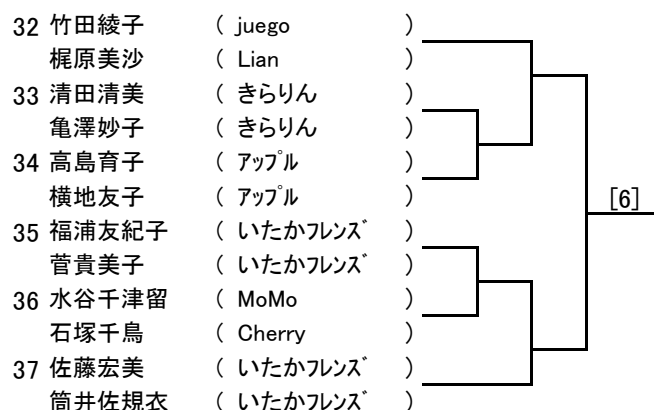 32 竹田綾子 ( juego )
梶原美沙 ( Lian )
33 清田清美 ( きらりん )
亀澤妙子 ( きらりん )
34 高島育子 ( アップル )
横地友子 ( アップル )
[6]
35 福浦友紀子 ( いたかフレンズ )
菅貴美子 ( いたかフレンズ )
36 水谷千津留 ( MoMo )
石塚千鳥 ( Cherry )
37 佐藤宏美 ( いたかフレンズ )
筒井佐規衣 ( いたかフレンズ )